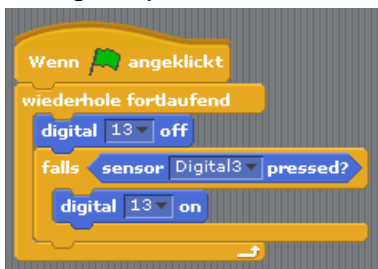 Wenn angeklickt
wiederhole fortlaufend
digital 13 off
falls sensor Digital3 pressed?
digital 13 on